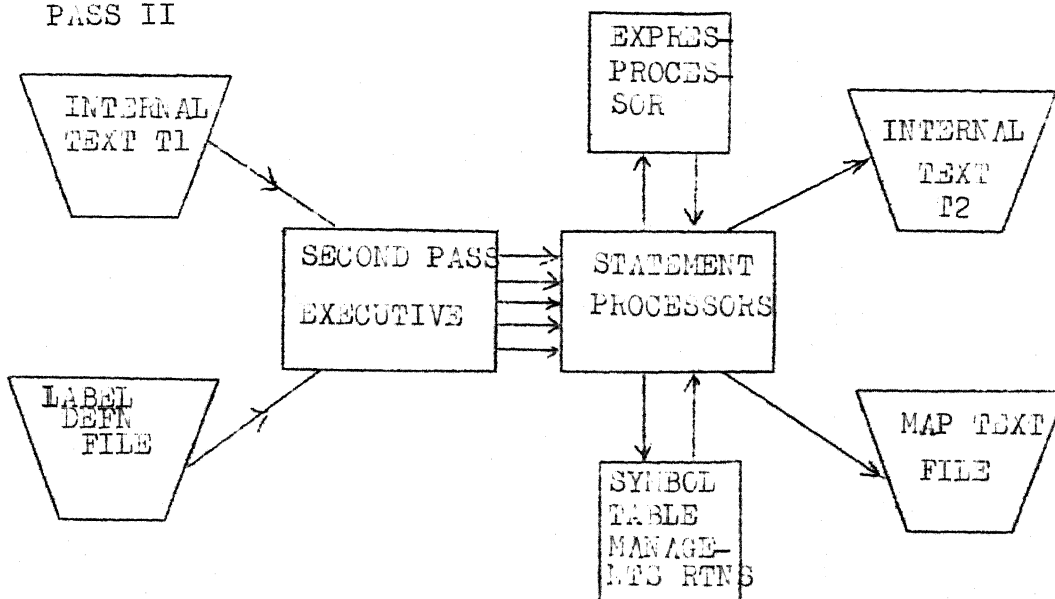 PASS II
INTERNAL
TEXT T1
EXPRES-
PROCES-
SOR
INTERNAL
TEXT
T2
SECOND PASS
EXECUTIVE
STATEMENT
PROCESSORS
LABEL
DEFN
FILE
SYMBOL
TABLE
MANAGE-
MTS RTNS
MAP TEXT
FILE